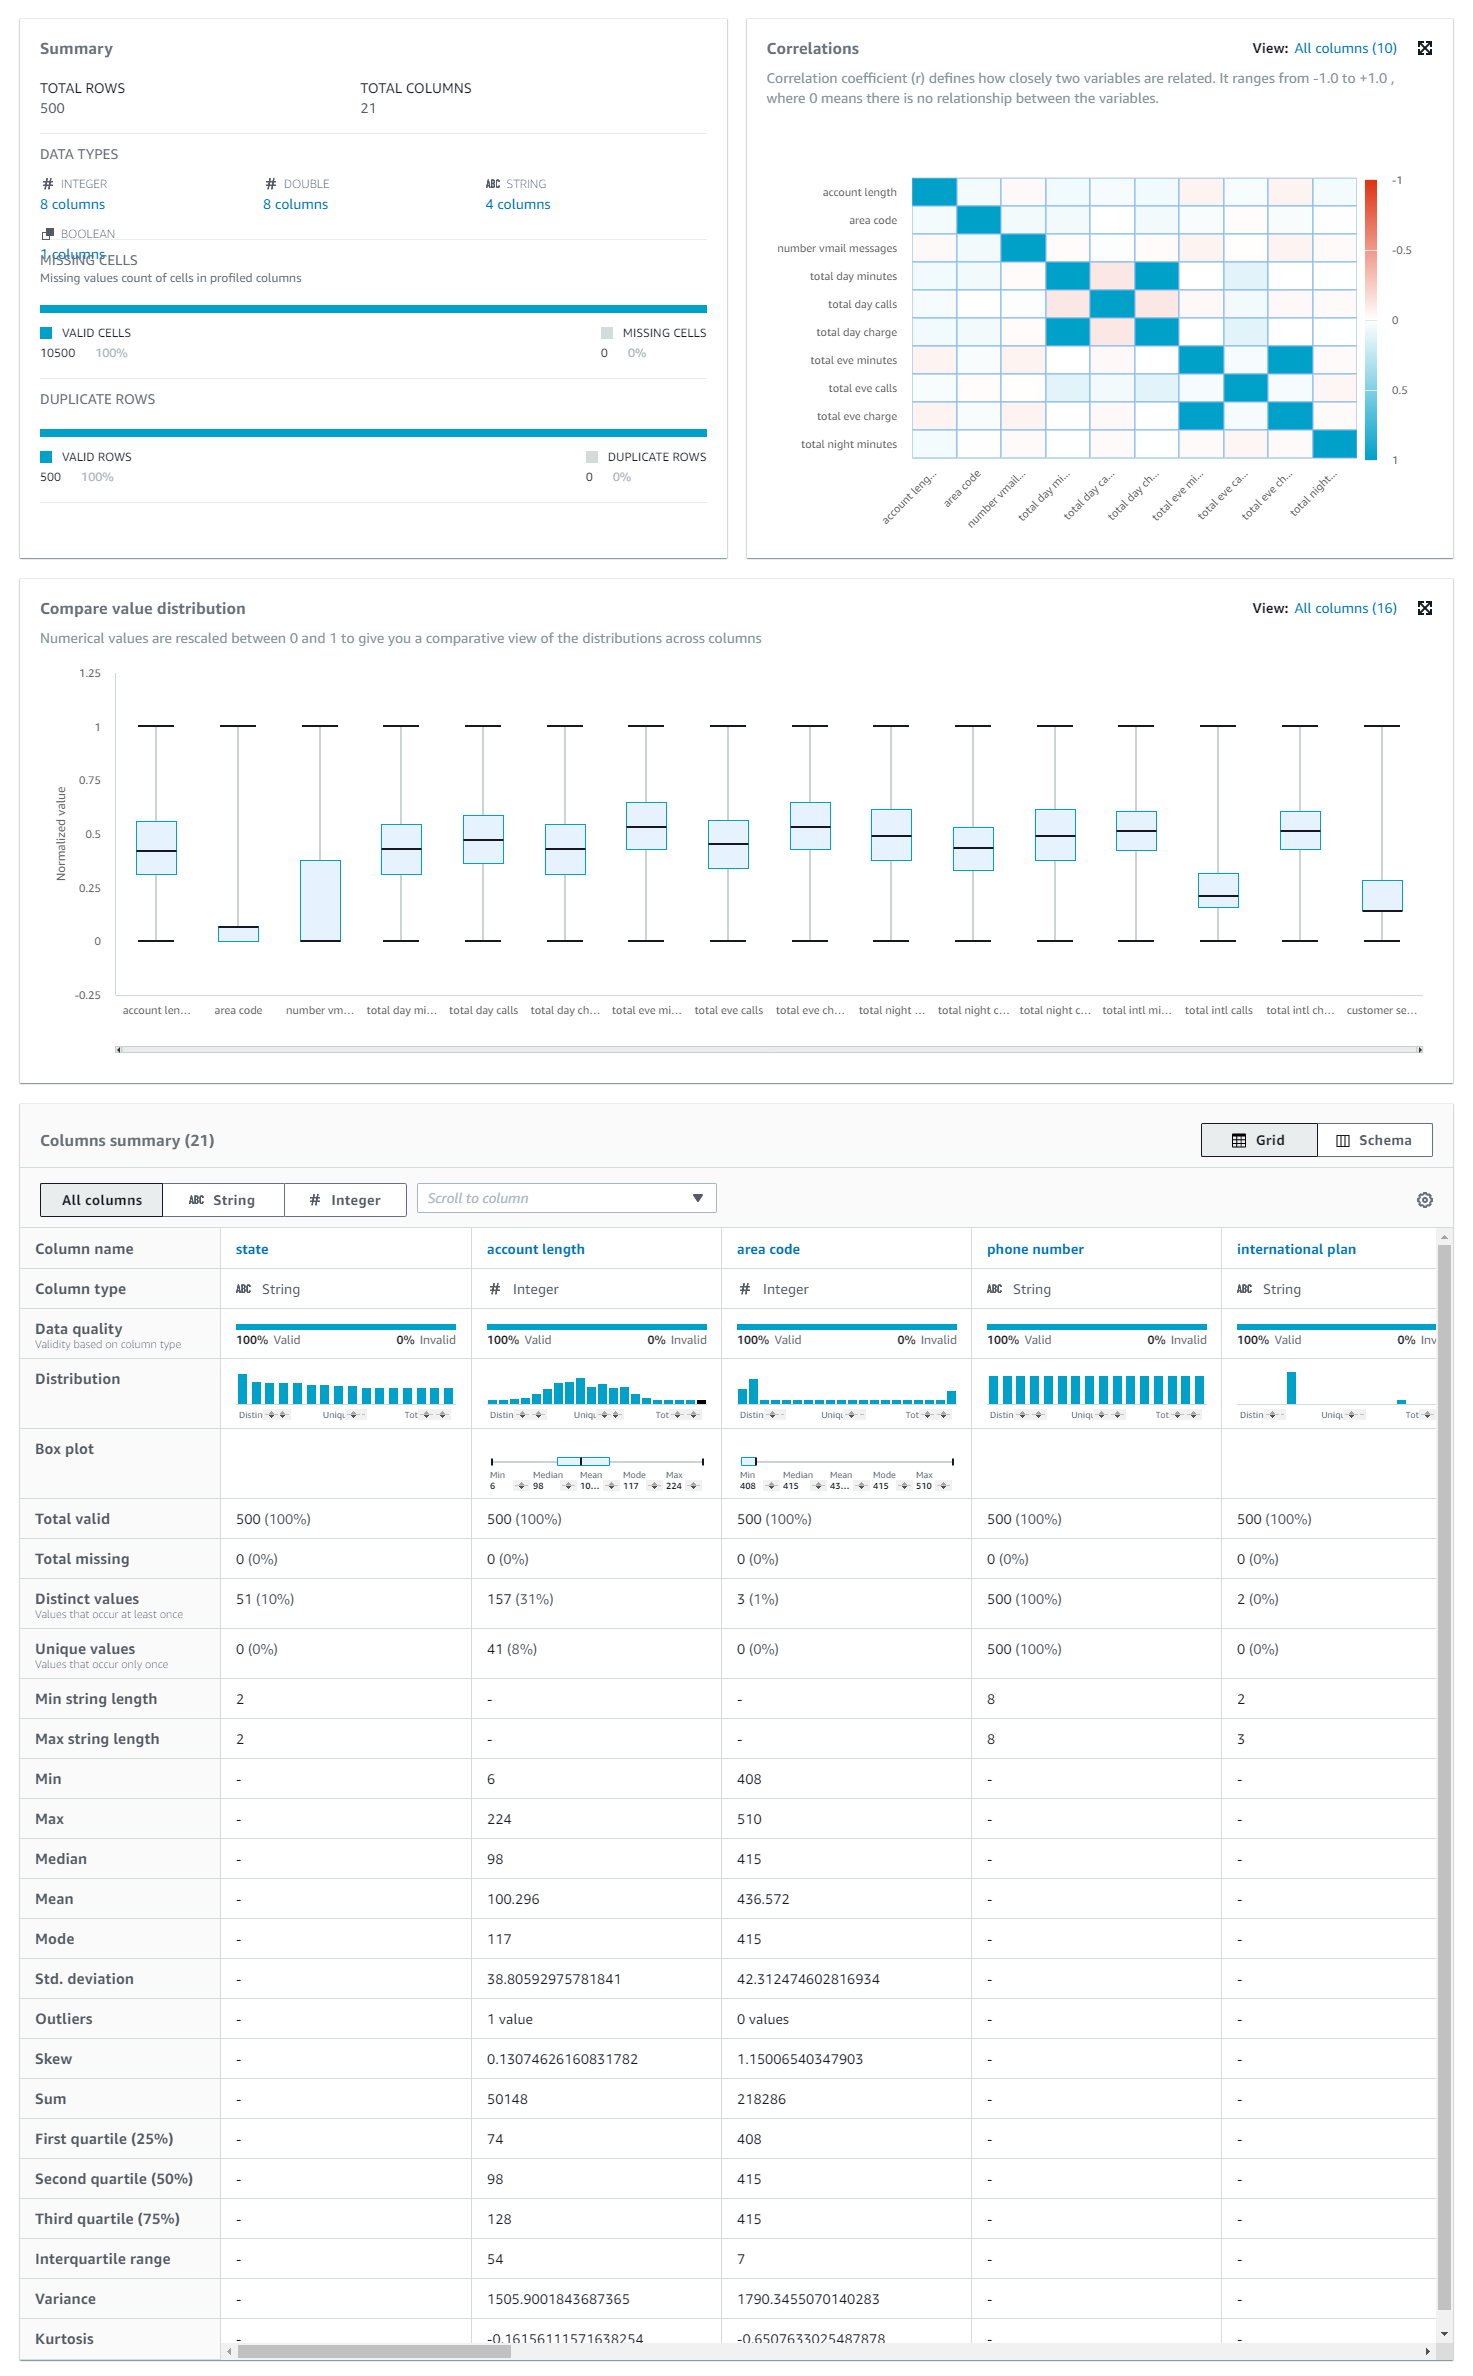 Summary
TOTAL ROWS
500
TOTAL COLUMNS
21
DATA TYPES
# INTEGER
8 columns
# DOUBLE
8 columns
ABC STRING
4 columns
BOOLEAN
1 columns
MISSING CELLS
Missing values count of cells in profiled columns
VALID CELLS
10500 100%
MISSING CELLS
0 0%
DUPLICATE ROWS
VALID ROWS
500 100%
DUPLICATE ROWS
0 0%
Correlations
View: All columns (10)
Correlation coefficient (r) defines how closely two variables are related. It ranges from -1.0 to +1.0 ,
where 0 means there is no relationship between the variables.
account length
area code
number vmail messages
total day minutes
total day calls
total day charge
total eve minutes
total eve calls
total eve charge
total night minutes
account leng...
area code
number vmail...
total day mi...
total day ca...
total day ch...
total eve mi...
total eve ca...
total eve ch...
total night...
-1
-0.5
0
0.5
1
Compare value distribution
View: All columns (16)
Numerical values are rescaled between 0 and 1 to give you a comparative view of the distributions across columns
Normalized value
1.25
1
0.75
0.5
0.25
0
-0.25
account len... area code number vm... total day mi... total day calls total day ch... total eve mi... total eve calls total eve ch... total night ... total night c... total night c... total intl mi... total intl calls total intl ch... customer se...
Columns summary (21)
Grid Schema
All columns ABC String # Integer Scroll to column
Column name state account length area code phone number international plan
Column type ABC String # Integer # Integer ABC String ABC String
Data quality
Validity based on column type
100% Valid 0% Invalid 100% Valid 0% Invalid 100% Valid 0% Invalid 100% Valid 0% Invalid 100% Valid 0% Inv
Distribution
Distin Uniqu Tot Distin Uniqu Tot Distin Uniqu Tot Distin Uniqu Tot Distin Uniqu Tot
Box plot
Min Median Mean Mode Max Min Median Mean Mode Max
6 98 10... 117 224 408 415 43... 415 510
Total valid 500 (100%) 500 (100%) 500 (100%) 500 (100%) 500 (100%)
Total missing 0 (0%) 0 (0%) 0 (0%) 0 (0%) 0 (0%)
Distinct values 51 (10%) 157 (31%) 3 (1%) 500 (100%) 2 (0%)
Values that occur at least once
Unique values 0 (0%) 41 (8%) 0 (0%) 500 (100%) 0 (0%)
Values that occur only once
Min string length 2 - - 8 2
Max string length 2 - - 8 3
Min - 6 408 - -
Max - 224 510 - -
Median - 98 415 - -
Mean - 100.296 436.572 - -
Mode - 117 415 - -
Std. deviation - 38.80592975781841 42.312474602816934 - -
Outliers - 1 value 0 values - -
Skew - 0.13074626160831782 1.15006540347903 - -
Sum - 50148 218286 - -
First quartile (25%) - 74 408 - -
Second quartile (50%) - 98 415 - -
Third quartile (75%) - 128 415 - -
Interquartile range - 54 7 - -
Variance - 1505.9001843687365 1790.3455070140283 - -
Kurtosis - -0.16156111571638254 -0.6507633025487878 - -